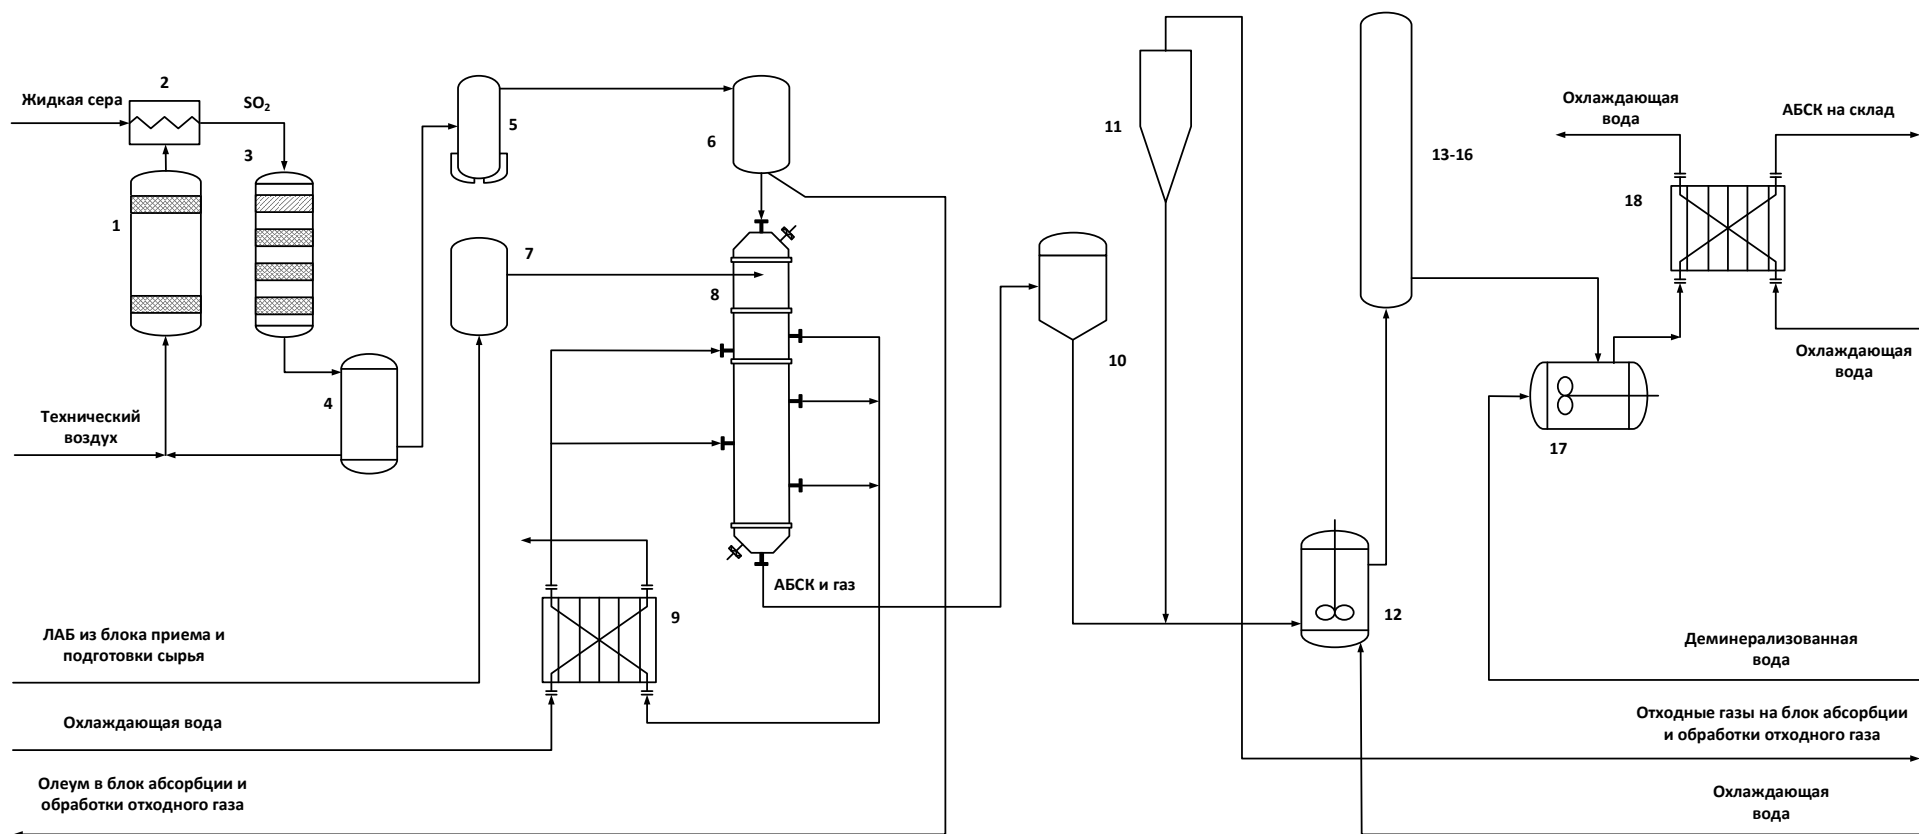 2
Жидкая сера
SO₂
5
6
11
Охлаждающая
вода
АБСК на склад
3
13-16
1
18
7
8
Охлаждающая
вода
10
4
Технический
воздух
17
АБСК и газ
9
12
ЛАБ из блока приема и
подготовки сырья
Деминерализованная
вода
Охлаждающая вода
Отходные газы на блок абсорбции
и обработки отходного газа
Олеум в блок абсорбции и
обработки отходного газа
Охлаждающая
вода